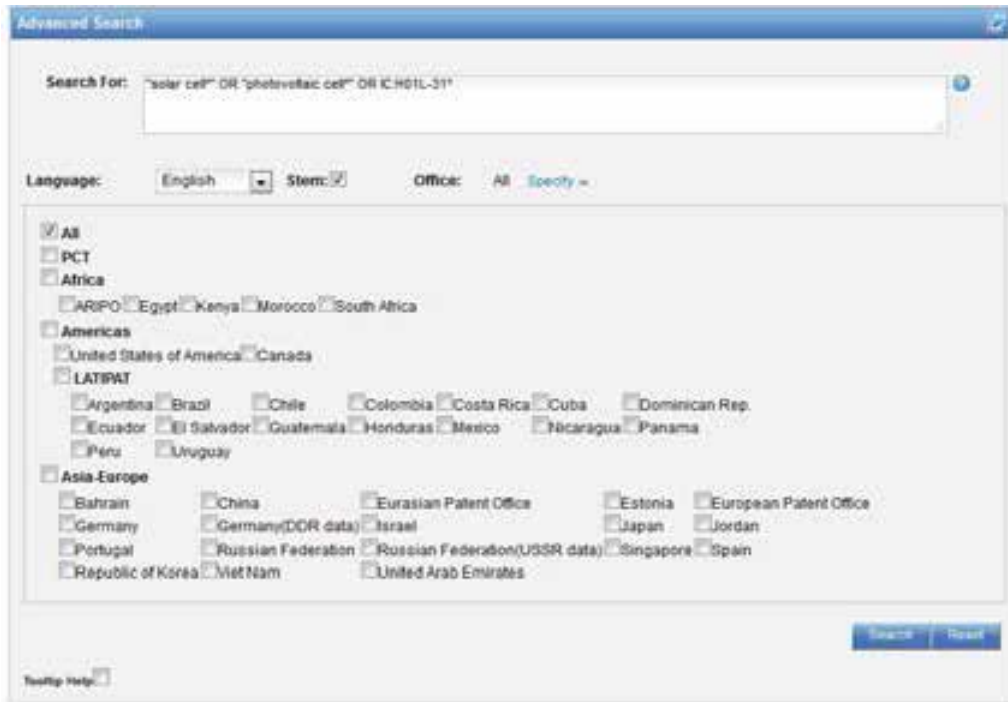 Advanced Search
Search For: "solar cell*" OR "photovoltaic cell*" OR IC:H01L-31*
Language: English Stem: Office: All Specify
All
PCT
Africa
ARIPO Egypt Kenya Morocco South Africa
Americas
United States of America Canada
LATIPAT
Argentina Brazil Chile Colombia Costa Rica Cuba Dominican Rep.
Ecuador El Salvador Guatemala Honduras Mexico Nicaragua Panama
Peru Uruguay
Asia-Europe
Bahrain China Eurasian Patent Office Estonia European Patent Office
Germany Germany(DDR data) Israel Japan Jordan
Portugal Russian Federation Russian Federation(USSR data) Singapore Spain
Republic of Korea Viet Nam United Arab Emirates
Search Reset
Tooltip Help